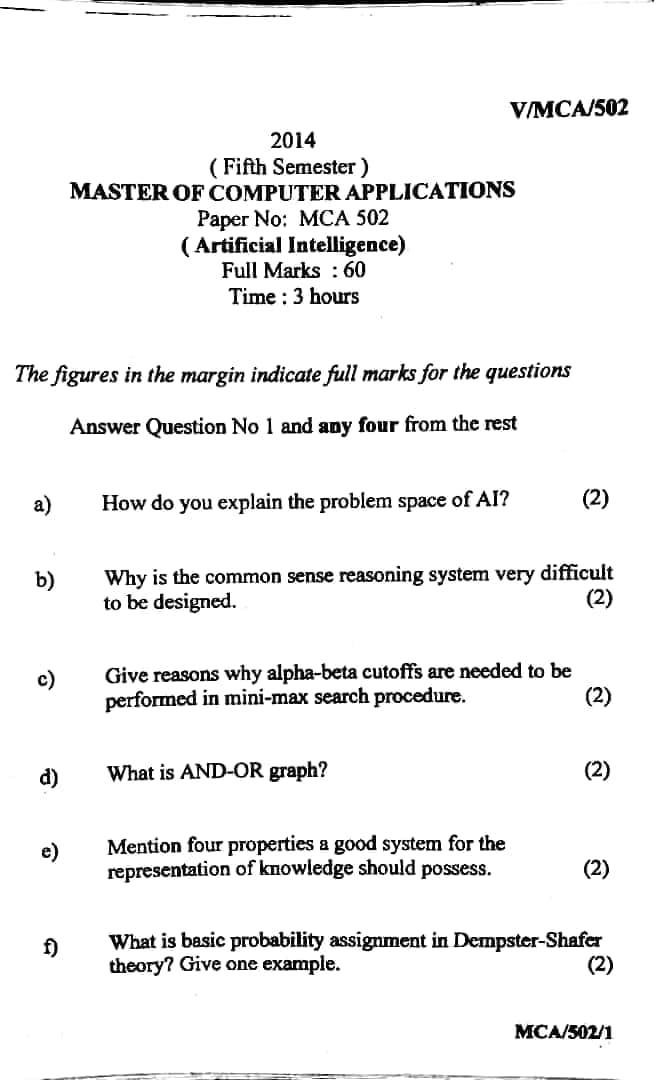 V/MCA/502
2014
( Fifth Semester )
MASTER OF COMPUTER APPLICATIONS
Paper No: MCA 502
( Artificial Intelligence)
Full Marks : 60
Time : 3 hours
The figures in the margin indicate full marks for the questions
Answer Question No 1 and any four from the rest
a) How do you explain the problem space of AI? (2)
b) Why is the common sense reasoning system very difficult
to be designed. (2)
c) Give reasons why alpha-beta cutoffs are needed to be
performed in mini-max search procedure. (2)
d) What is AND-OR graph? (2)
e) Mention four properties a good system for the
representation of knowledge should possess. (2)
f) What is basic probability assignment in Dempster-Shafer
theory? Give one example. (2)
MCA/502/1